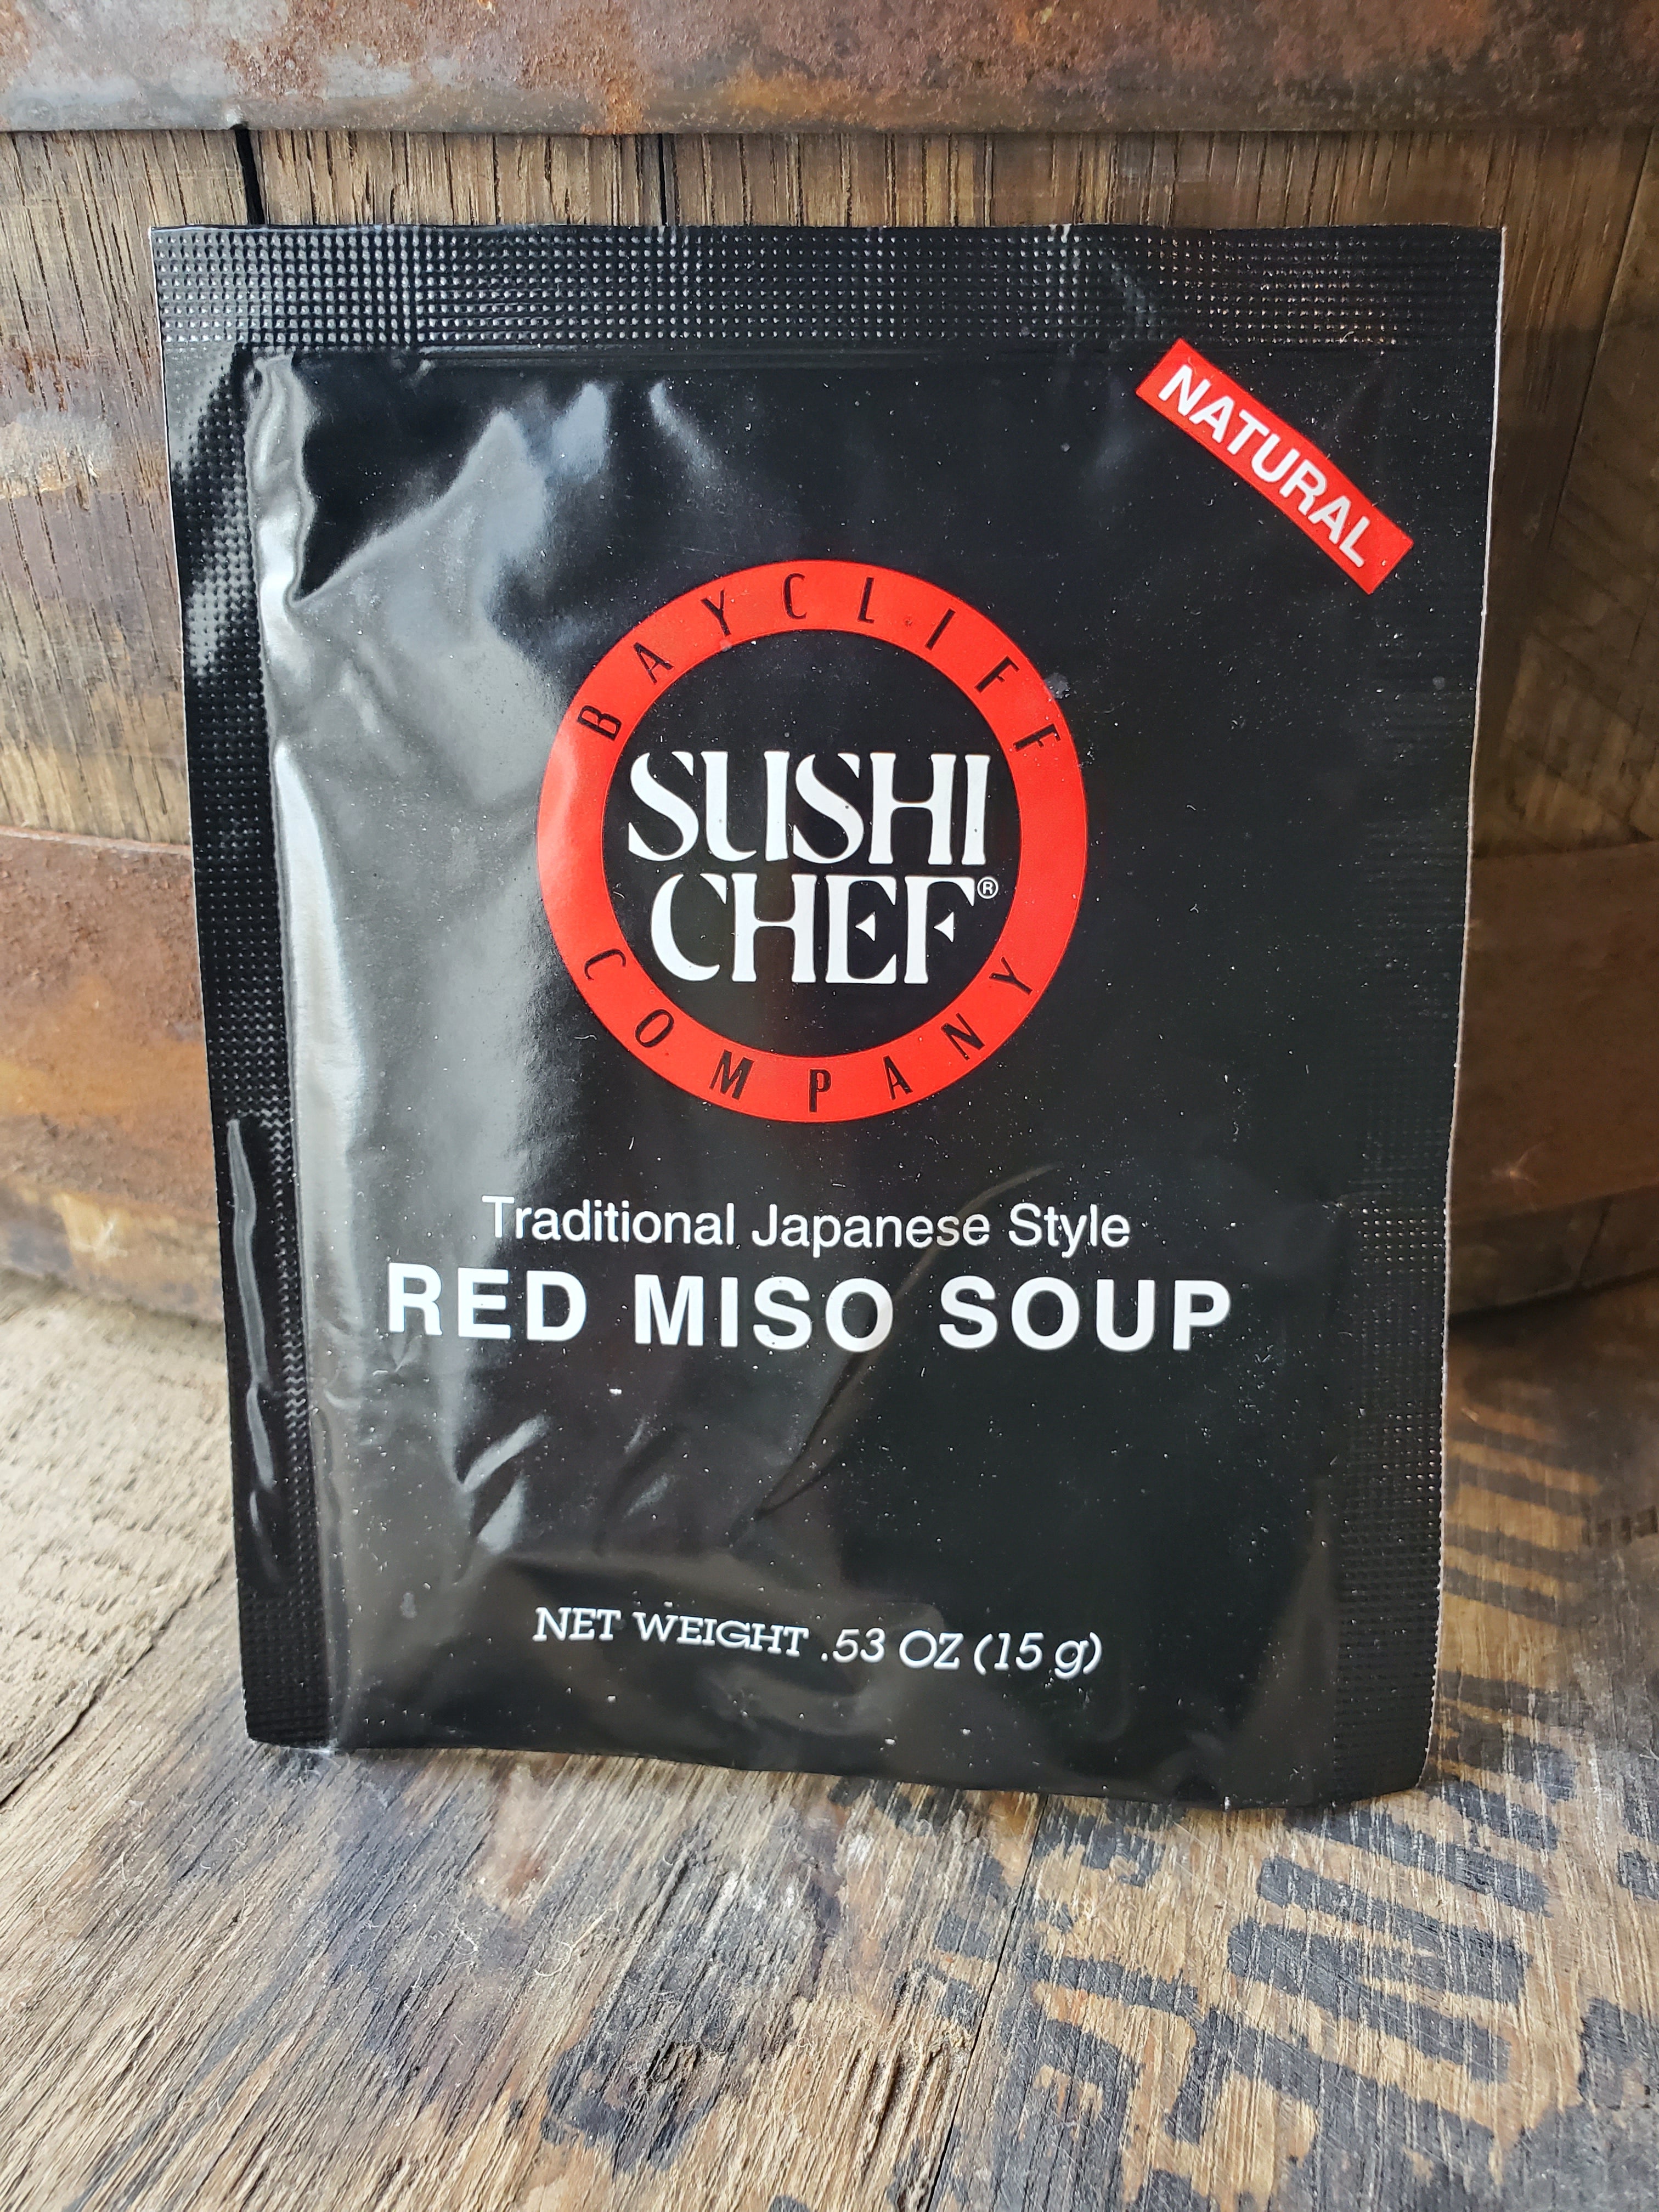 NATURAL
BAYCLIFF
SUSHI
CHEF®
COMPANY
Traditional Japanese Style
RED MISO SOUP
NET WEIGHT .53 OZ (15 g)